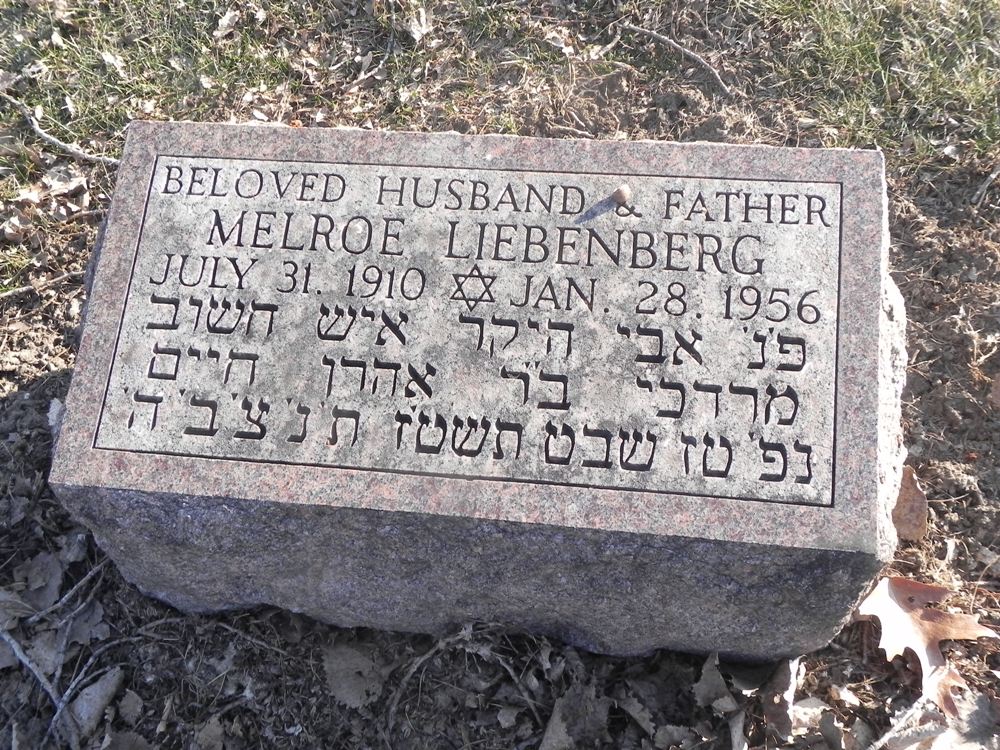 BELOVED HUSBAND & FATHER
MELROE LIEBENBERG
JULY 31. 1910 ✡ JAN. 28. 1956
פ'נ' אבי היקר איש חשוב
מרדכי ב'ר אהרן חיים
נפ' טז שבט תשט'ז ת'נ'צ'ב'ה'